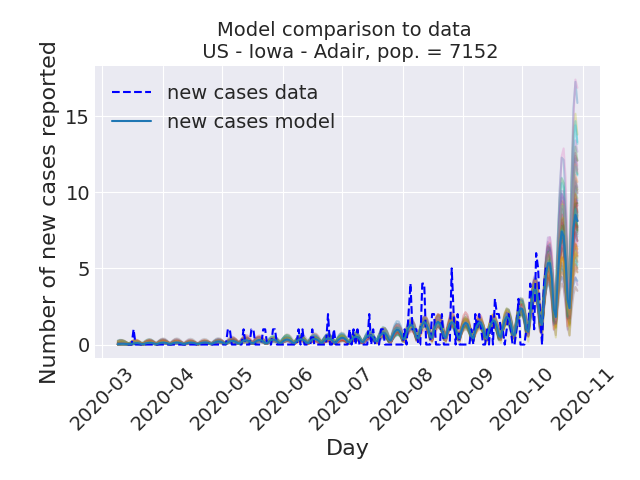 Model comparison to data
US - Iowa - Adair, pop. = 7152
Number of new cases reported
new cases data
new cases model
15
10
5
0
2020-03
2020-04
2020-05
2020-06
2020-07
2020-08
2020-09
2020-10
2020-11
Day